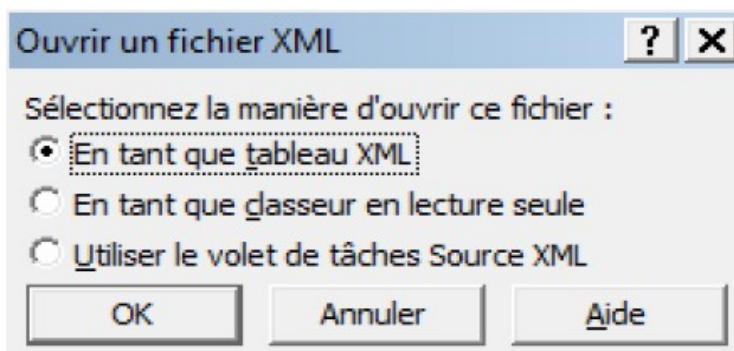 Ouvrir un fichier XML
Sélectionnez la manière d'ouvrir ce fichier :
En tant que tableau XML
En tant que classeur en lecture seule
Utiliser le volet de tâches Source XML
OK Annuler Aide